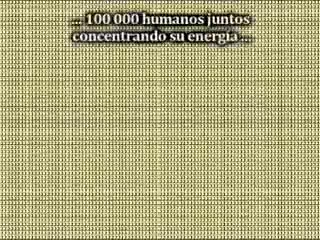 ... 100 000 humanos juntos
concentrando su energía ...